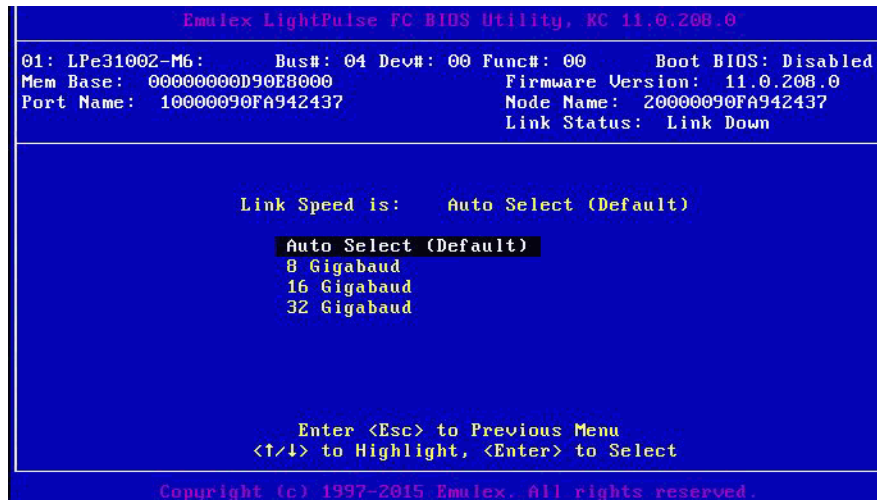 Emulex LightPulse FC BIOS Utility, KC 11.0.208.0
01: LPe31002-M6: Bus#: 04 Dev#: 00 Func#: 00 Boot BIOS: Disabled
Mem Base: 00000000D90E8000 Firmware Version: 11.0.208.0
Port Name: 10000090FA942437 Node Name: 20000090FA942437
Link Status: Link Down
Link Speed is: Auto Select (Default)
Auto Select (Default)
8 Gigabaud
16 Gigabaud
32 Gigabaud
Enter <Esc> to Previous Menu
<↑/↓> to Highlight, <Enter> to Select
Copyright (c) 1997-2015 Emulex. All rights reserved.